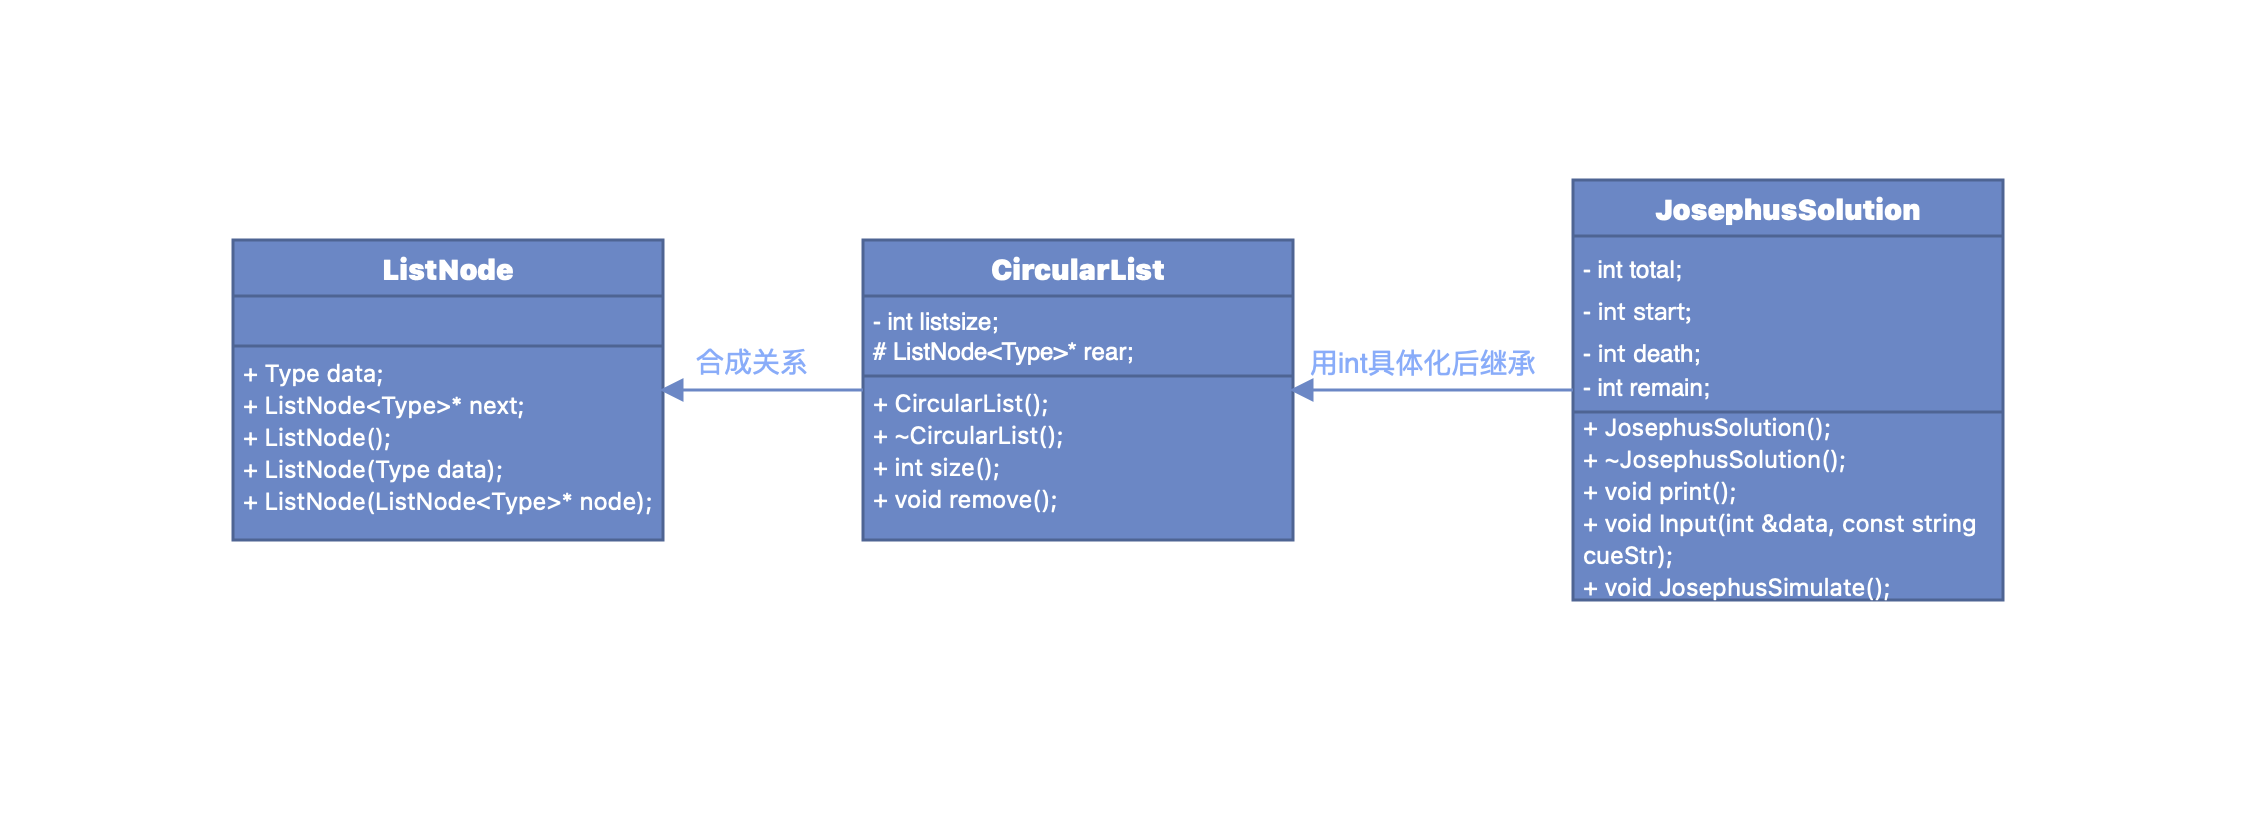 ListNode
+ Type data;
+ ListNode<Type>* next;
+ ListNode();
+ ListNode(Type data);
+ ListNode(ListNode<Type>* node);
合成关系
CircularList
- int listsize;
# ListNode<Type>* rear;
+ CircularList();
+ ~CircularList();
+ int size();
+ void remove();
用int具体化后继承
JosephusSolution
- int total;
- int start;
- int death;
- int remain;
+ JosephusSolution();
+ ~JosephusSolution();
+ void print();
+ void Input(int &data, const string
cueStr);
+ void JosephusSimulate();